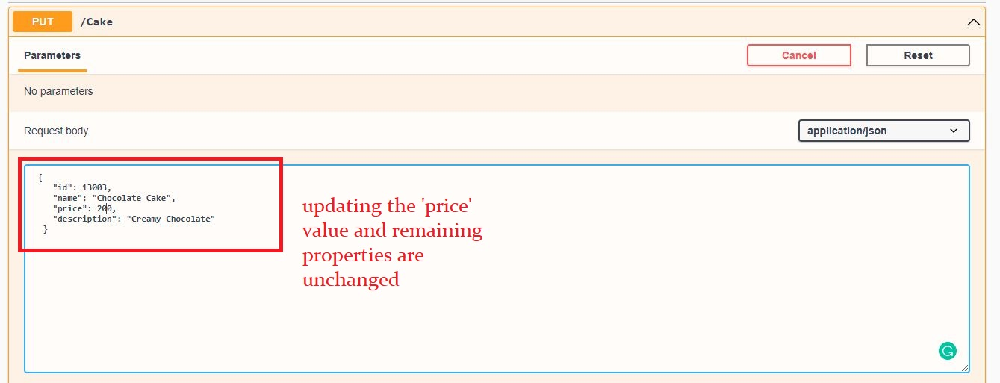 PUT /Cake
Parameters
Cancel
Reset
No parameters
Request body
application/json
{
"id": 13003,
"name": "Chocolate Cake",
"price": 200,
"description": "Creamy Chocolate"
}
updating the 'price'
value and remaining
properties are
unchanged